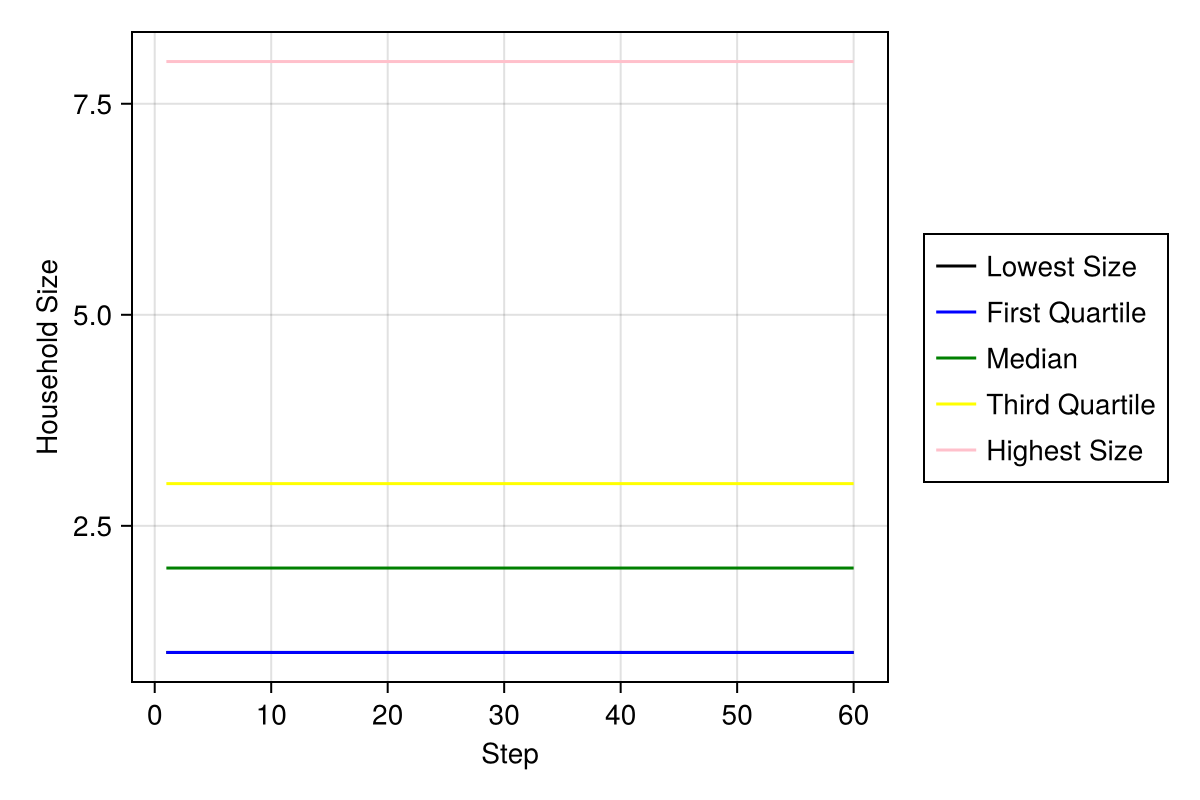 7.5
5.0
2.5
Household Size
0 10 20 30 40 50 60
Step
Lowest Size
First Quartile
Median
Third Quartile
Highest Size